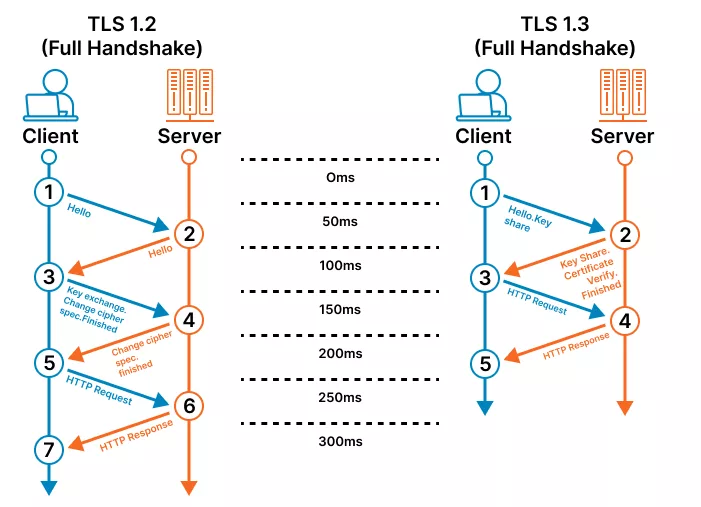 TLS 1.2
(Full Handshake)
Client
Server
1
Hello
2
Hello
3
Key exchange.
Change cipher
spec.Finished
4
Change cipher
spec.
finished
5
HTTP Request
6
HTTP Response
7
0ms
50ms
100ms
150ms
200ms
250ms
300ms
TLS 1.3
(Full Handshake)
Client
Server
1
Hello.Key
share
2
Key Share.
Certificate
Verify.
Finished
3
HTTP Request
4
HTTP Response
5